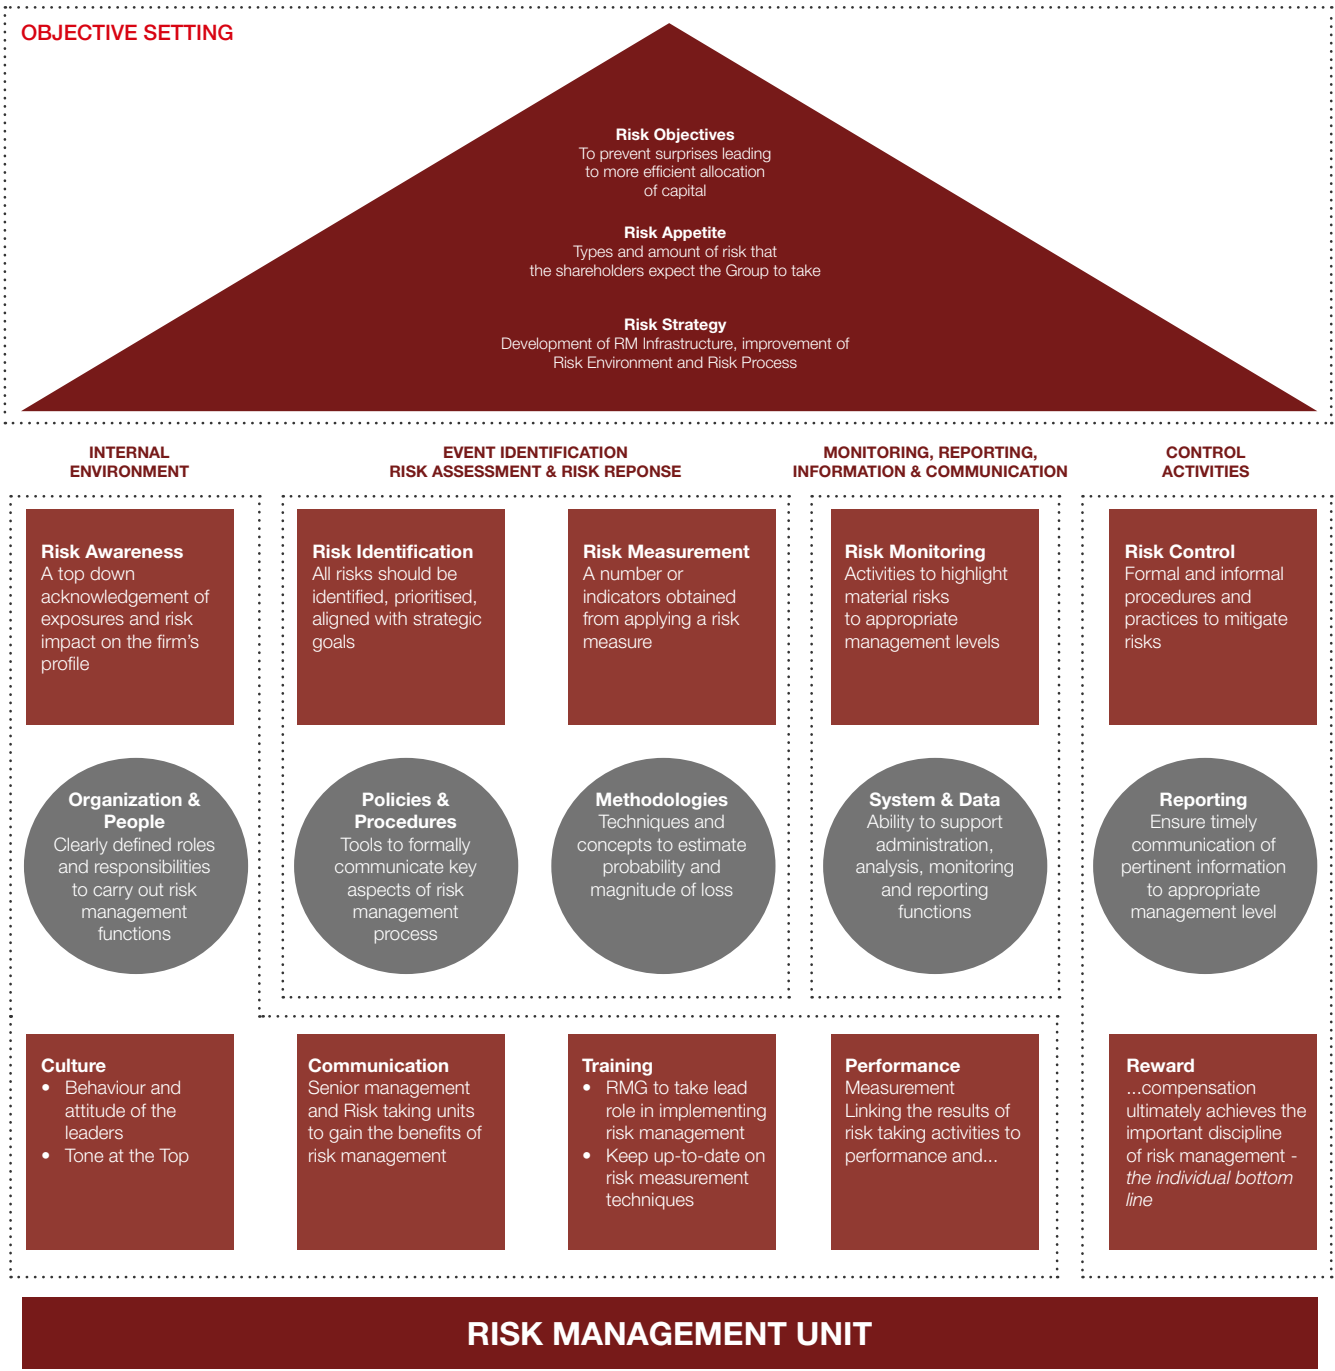 OBJECTIVE SETTING
Risk Objectives
To prevent surprises leading
to more efficient allocation
of capital
Risk Appetite
Types and amount of risk that
the shareholders expect the Group to take
Risk Strategy
Development of RM Infrastructure, improvement of
Risk Environment and Risk Process
INTERNAL
ENVIRONMENT
EVENT IDENTIFICATION
RISK ASSESSMENT & RISK REPONSE
MONITORING, REPORTING,
INFORMATION & COMMUNICATION
CONTROL
ACTIVITIES
Risk Awareness
A top down
acknowledgement of
exposures and risk
impact on the firm's
profile
Risk Identification
All risks should be
identified, prioritised,
aligned with strategic
goals
Risk Measurement
A number or
indicators obtained
from applying a risk
measure
Risk Monitoring
Activities to highlight
material risks
to appropriate
management levels
Risk Control
Formal and informal
procedures and
practices to mitigate
risks
Organization &
People
Clearly defined roles
and responsibilities
to carry out risk
management
functions
Policies &
Procedures
Tools to formally
communicate key
aspects of risk
management
process
Methodologies
Techniques and
concepts to estimate
probability and
magnitude of loss
System & Data
Ability to support
administration,
analysis, monitoring
and reporting
functions
Reporting
Ensure timely
communication of
pertinent information
to appropriate
management level
Culture
• Behaviour and
attitude of the
leaders
• Tone at the Top
Communication
Senior management
and Risk taking units
to gain the benefits of
risk management
Training
• RMG to take lead
role in implementing
risk management
• Keep up-to-date on
risk measurement
techniques
Performance
Measurement
Linking the results of
risk taking activities to
performance and...
Reward
...compensation
ultimately achieves the
important discipline
of risk management -
the individual bottom
line
RISK MANAGEMENT UNIT